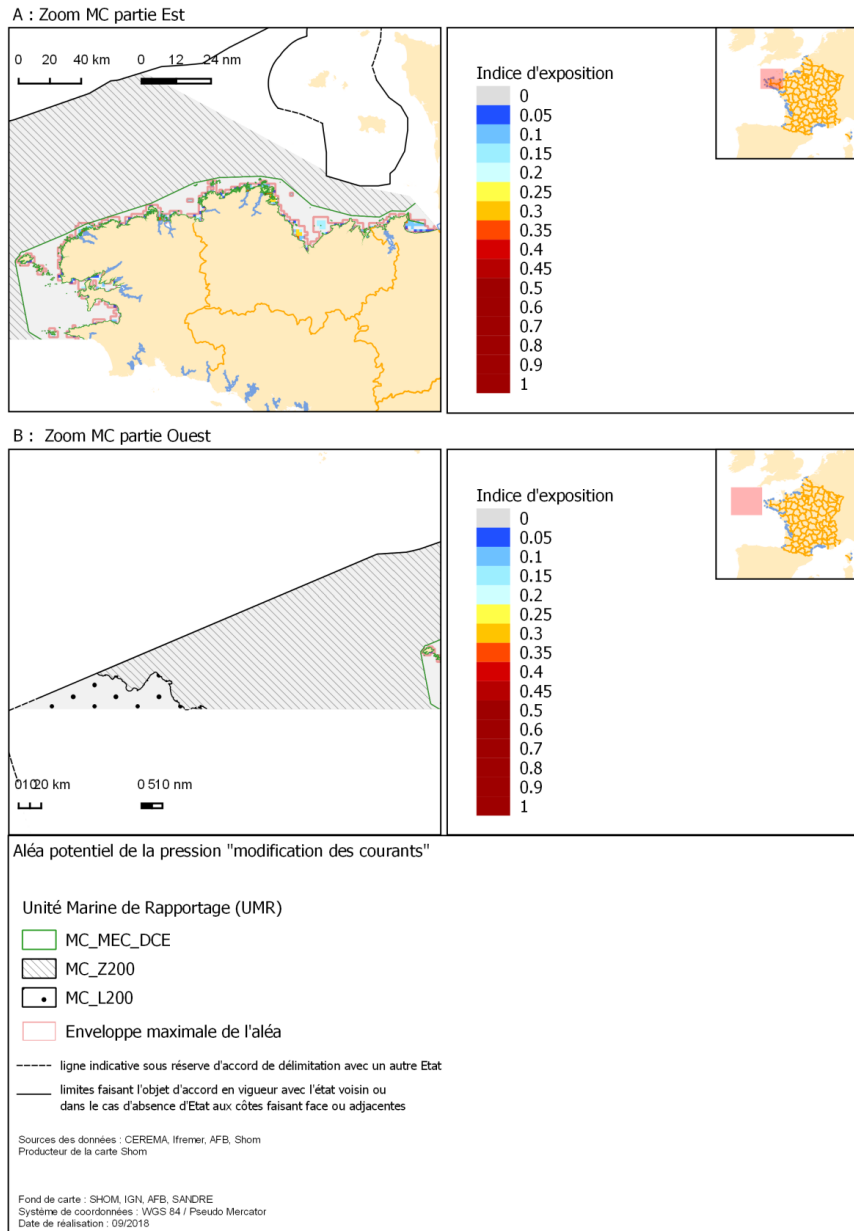 A : Zoom MC partie Est
0 20 40 km 0 12 24 nm
Indice d'exposition
0
0.05
0.1
0.15
0.2
0.25
0.3
0.35
0.4
0.45
0.5
0.6
0.7
0.8
0.9
1
B : Zoom MC partie Ouest
01020 km 0 510 nm
Indice d'exposition
0
0.05
0.1
0.15
0.2
0.25
0.3
0.35
0.4
0.45
0.5
0.6
0.7
0.8
0.9
1
Aléa potentiel de la pression "modification des courants"
Unité Marine de Rapportage (UMR)
MC_MEC_DCE
MC_Z200
MC_L200
Enveloppe maximale de l'aléa
ligne indicative sous réserve d'accord de délimitation avec un autre Etat
limites faisant l'objet d'accord en vigueur avec l'état voisin ou
dans le cas d'absence d'Etat aux côtes faisant face ou adjacentes
Sources des données : CEREMA, Ifremer, AFB, Shom
Producteur de la carte Shom
Fond de carte : SHOM, IGN, AFB, SANDRE
Système de coordonnées : WGS 84 / Pseudo Mercator
Date de réalisation : 09/2018